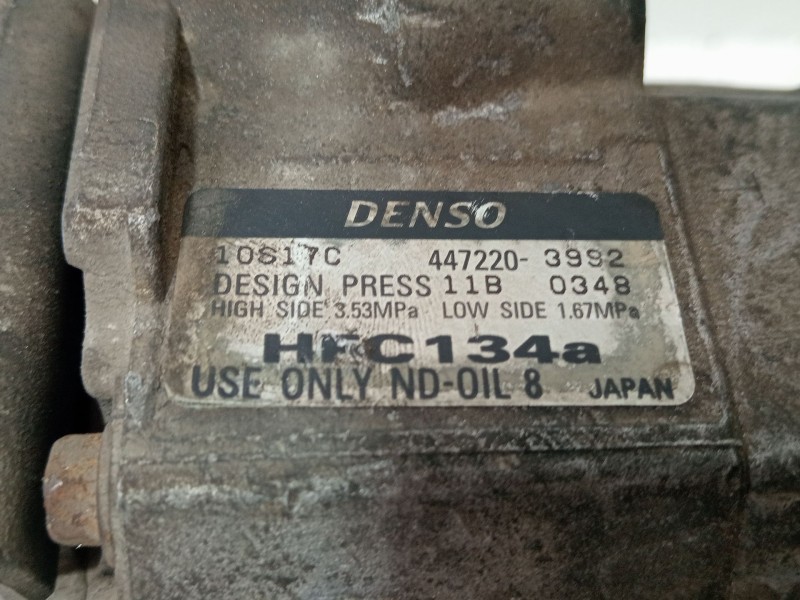 DENSO
10S17C 447220-3992
DESIGN PRESS 11B 0348
HIGH SIDE 3.53MPa LOW SIDE 1.67MPa
HFC134a
USE ONLY ND-OIL 8 JAPAN